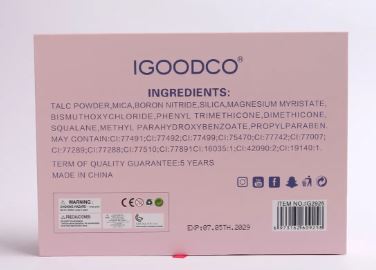 IGOODCO®
INGREDIENTS:
TALC POWDER,MICA,BORON NITRIDE,SILICA,MAGNESIUM MYRISTATE,
BISMUTHOXYCHLORIDE,PHENYL TRIMETHICONE,DIMETHICONE,
SQUALANE,METHYL PARAHYDROXYBENZOATE,PROPYLPARABEN.
MAY CONTAIN:CI:77491;CI:77492;CI:77499;CI:75470;CI:77742;CI:77007;
CI:77289;CI:77288;CI:77510;CI:77891CI:16035:1;CI:42090:2;CI:19140:1.
TERM OF QUALITY GUARANTEE:5 YEARS
MADE IN CHINA
ITEM NO.:IG2925
WARNING:
PRECAUCIONES:
EXP:07.05TH.2029